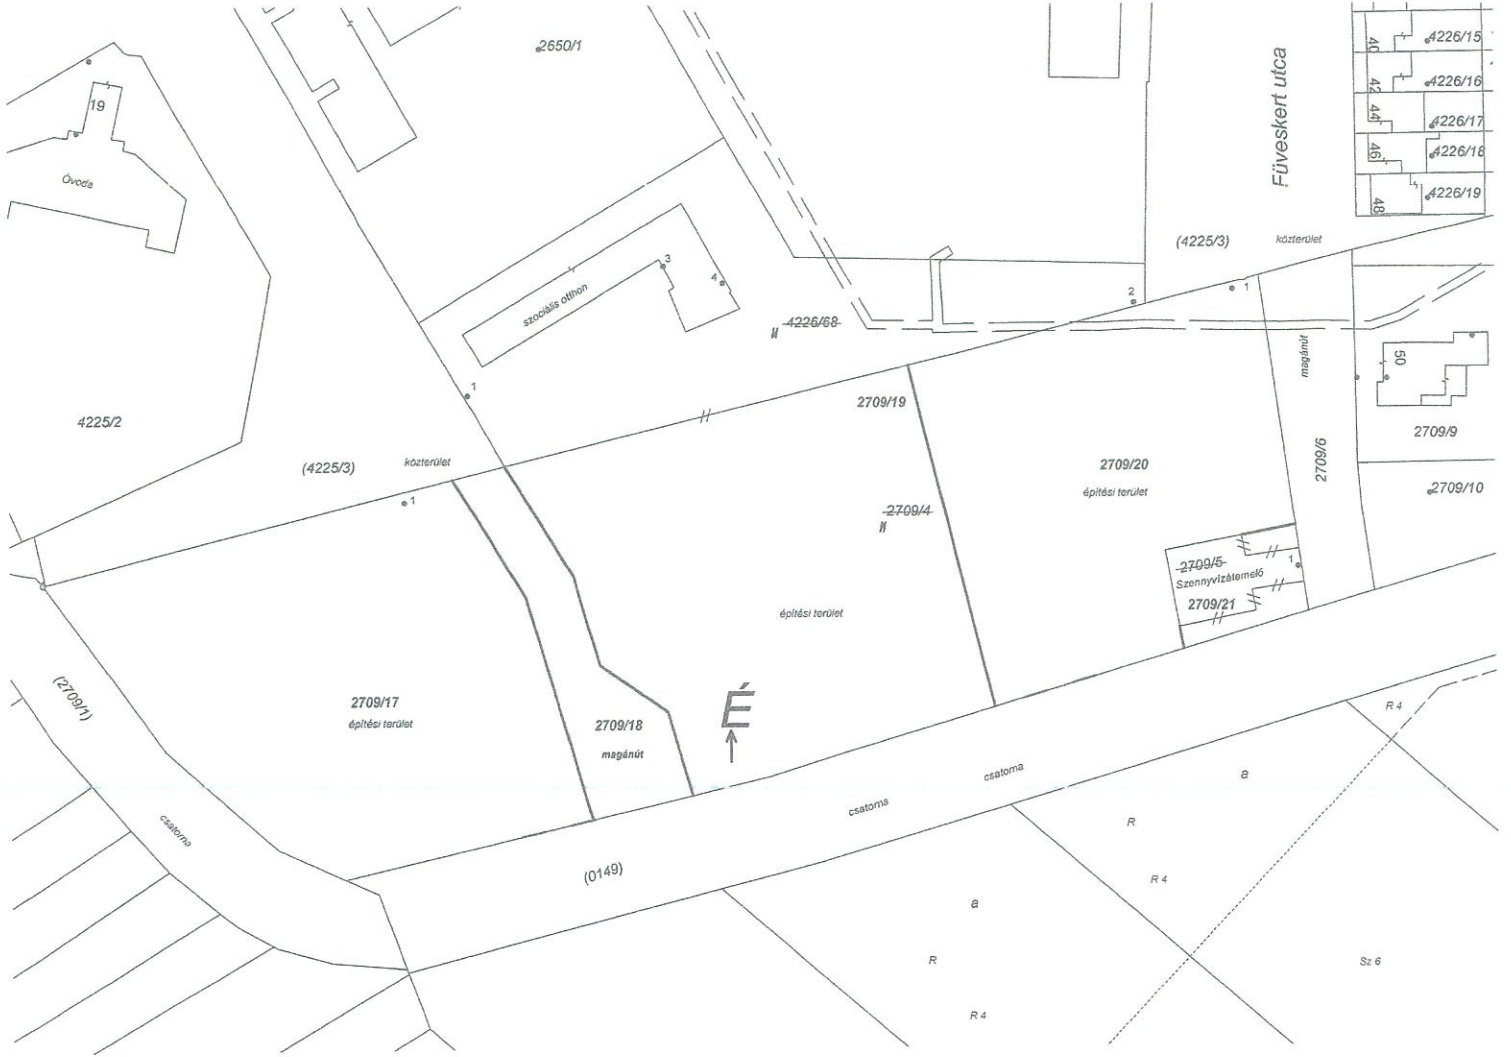 2650/1
40
4226/15
42
4226/16
44
4226/17
46
4226/18
48
4226/19
Füveskert utca
19
Óvoda
(4225/3)
közterület
3
4
szociális otthon
2
1
4226/68
magánút
50
1
2709/19
4225/2
2709/9
(4225/3)
közterület
2709/20
építési terület
2709/6
2709/10
1
2709/4
2709/5
1
Szennyvízátemelő
2709/21
építési terület
(2709/1)
2709/17
építési terület
2709/18
magánút
É
R 4
csatorna
csatorna
a
csatorna
R
(0149)
R 4
a
R
Sz 6
R 4